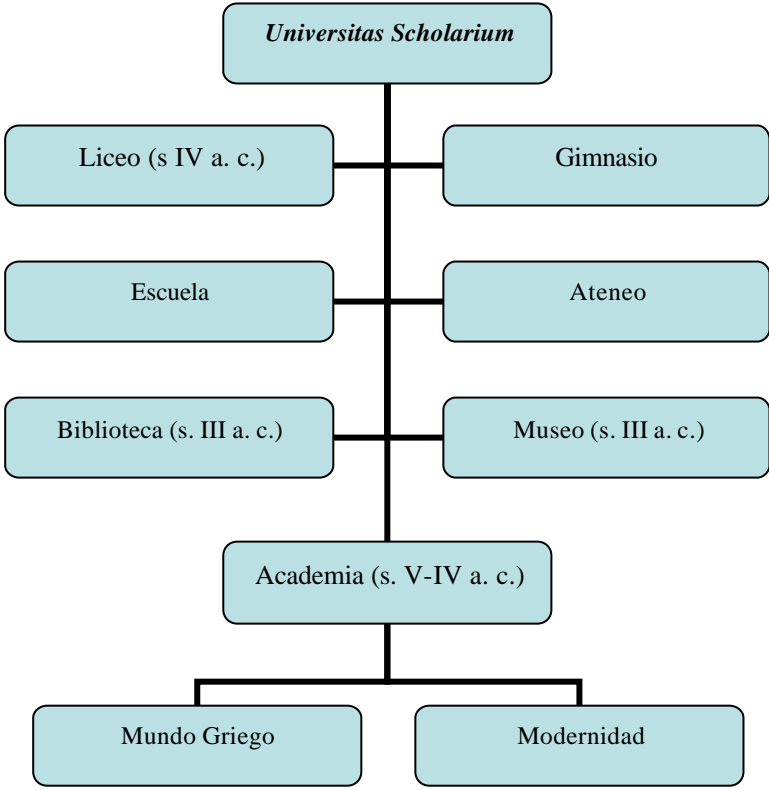 Universitas Scholarium
Liceo (s IV a. c.)
Gimnasio
Escuela
Ateneo
Biblioteca (s. III a. c.)
Museo (s. III a. c.)
Academia (s. V-IV a. c.)
Mundo Griego
Modernidad